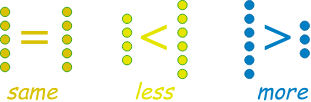 = < >
same less more